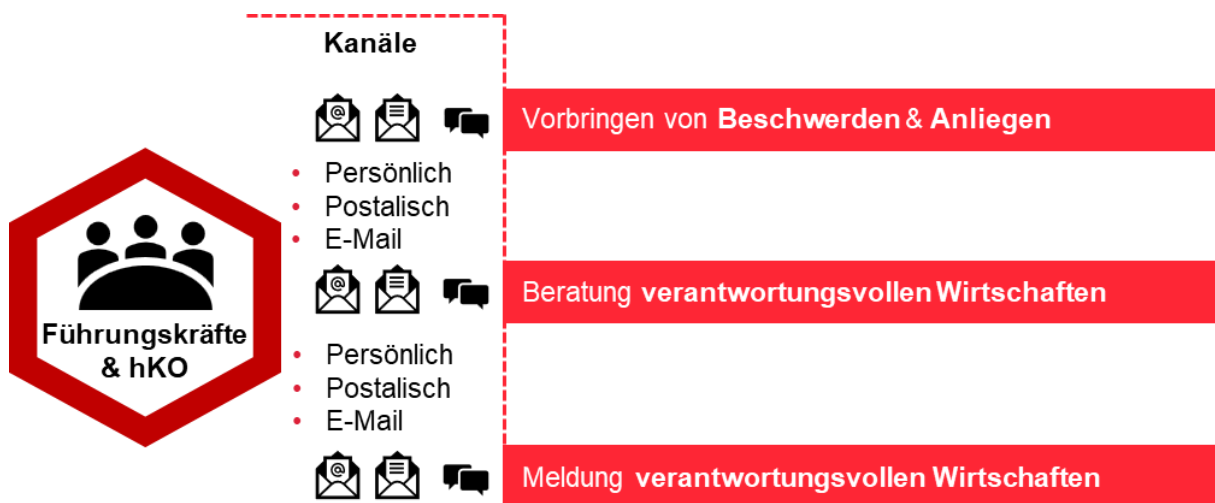 Kanäle
Vorbringen von Beschwerden & Anliegen
• Persönlich
• Postalisch
• E-Mail
Führungskräfte
& hKO
Beratung verantwortungsvollen Wirtschaften
• Persönlich
• Postalisch
• E-Mail
Meldung verantwortungsvollen Wirtschaften